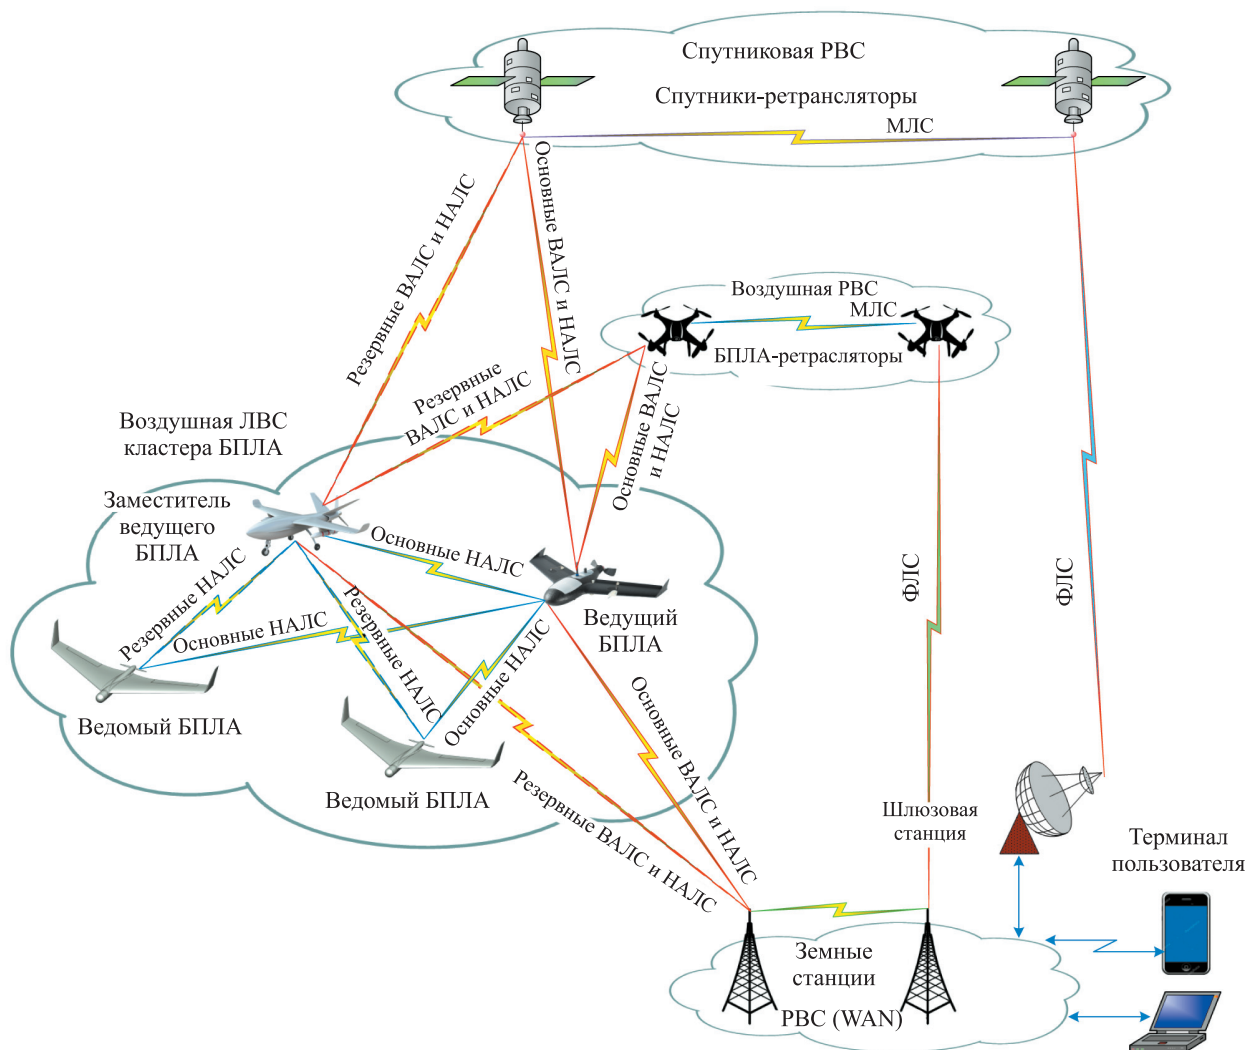 Спутниковая РВС
Спутники-ретрансляторы
МЛС
Резервные ВАЛС и НАЛС
Основные ВАЛС и НАЛС
Воздушная РВС
МЛС
БПЛА-ретрасляторы
Резервные
ВАЛС и НАЛС
Основные ВАЛС
и НАЛС
Воздушная ЛВС
кластера БПЛА
Заместитель
ведущего
БПЛА
Основные НАЛС
Резервные НАЛС
Основные НАЛС
Резервные НАЛС
Основные НАЛС
Ведущий
БПЛА
Ведомый БПЛА
Ведомый БПЛА
Резервные ВАЛС и НАЛС
Основные ВАЛС и НАЛС
ФЛС
ФЛС
Шлюзовая
станция
Терминал
пользователя
Земные
станции
РВС (WAN)